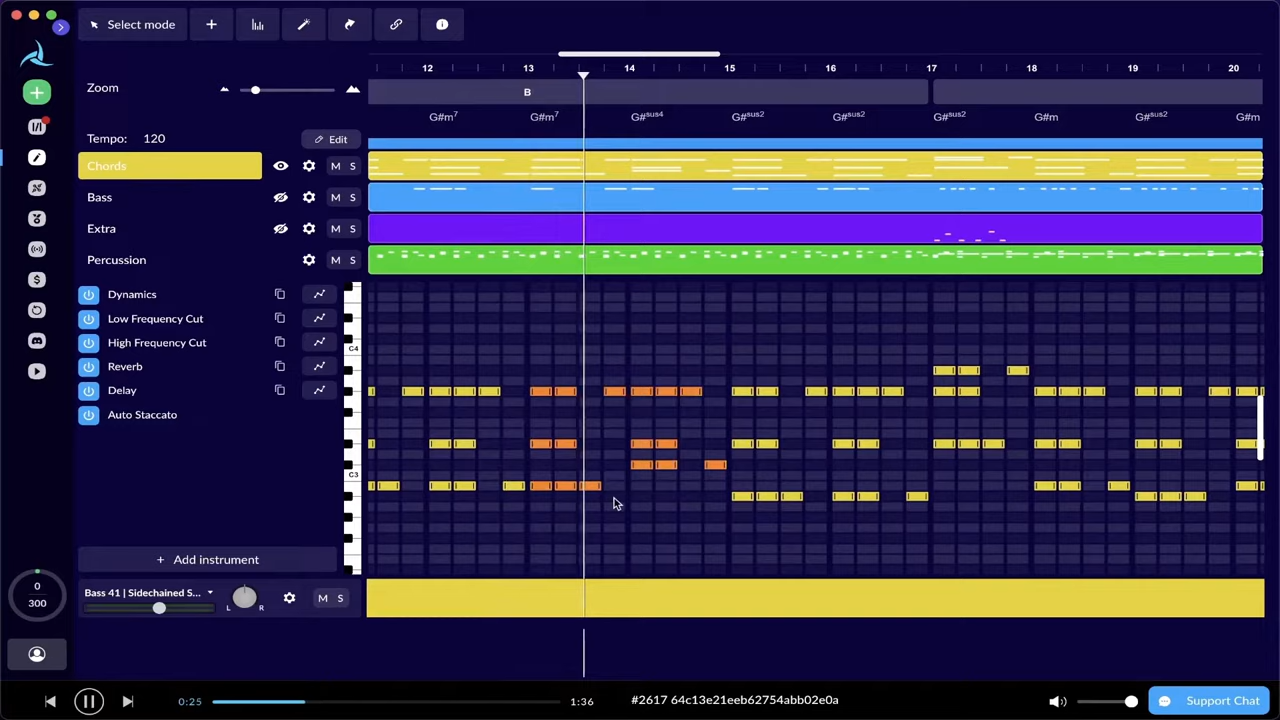 Select mode
12 13 14 15 16 17 18 19 20
Zoom
B
G#m7 G#m7 G#sus4 G#sus2 G#sus2 G#sus2 G#m G#sus2 G#m
Tempo: 120 Edit
Chords M S
Bass M S
Extra M S
Percussion M S
Dynamics
Low Frequency Cut
High Frequency Cut
C4
Reverb
Delay
Auto Staccato
C3
+ Add instrument
0
300
Bass 41 | Sidechained S... L R M S
0:25 1:36 #2617 64c13e21eeb62754abb02e0a Support Chat